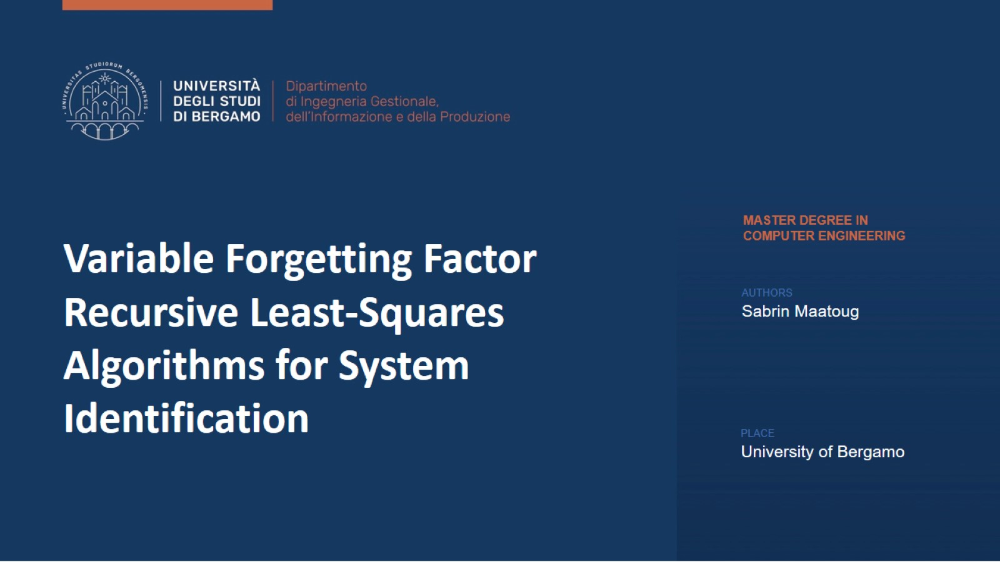 UNIVERSITAS STUDIORUM BERGOMENSIS
UNIVERSITÀ
DEGLI STUDI
DI BERGAMO
Dipartimento
di Ingegneria Gestionale,
dell'Informazione e della Produzione
Variable Forgetting Factor
Recursive Least-Squares
Algorithms for System
Identification
MASTER DEGREE IN
COMPUTER ENGINEERING
AUTHORS
Sabrin Maatoug
PLACE
University of Bergamo